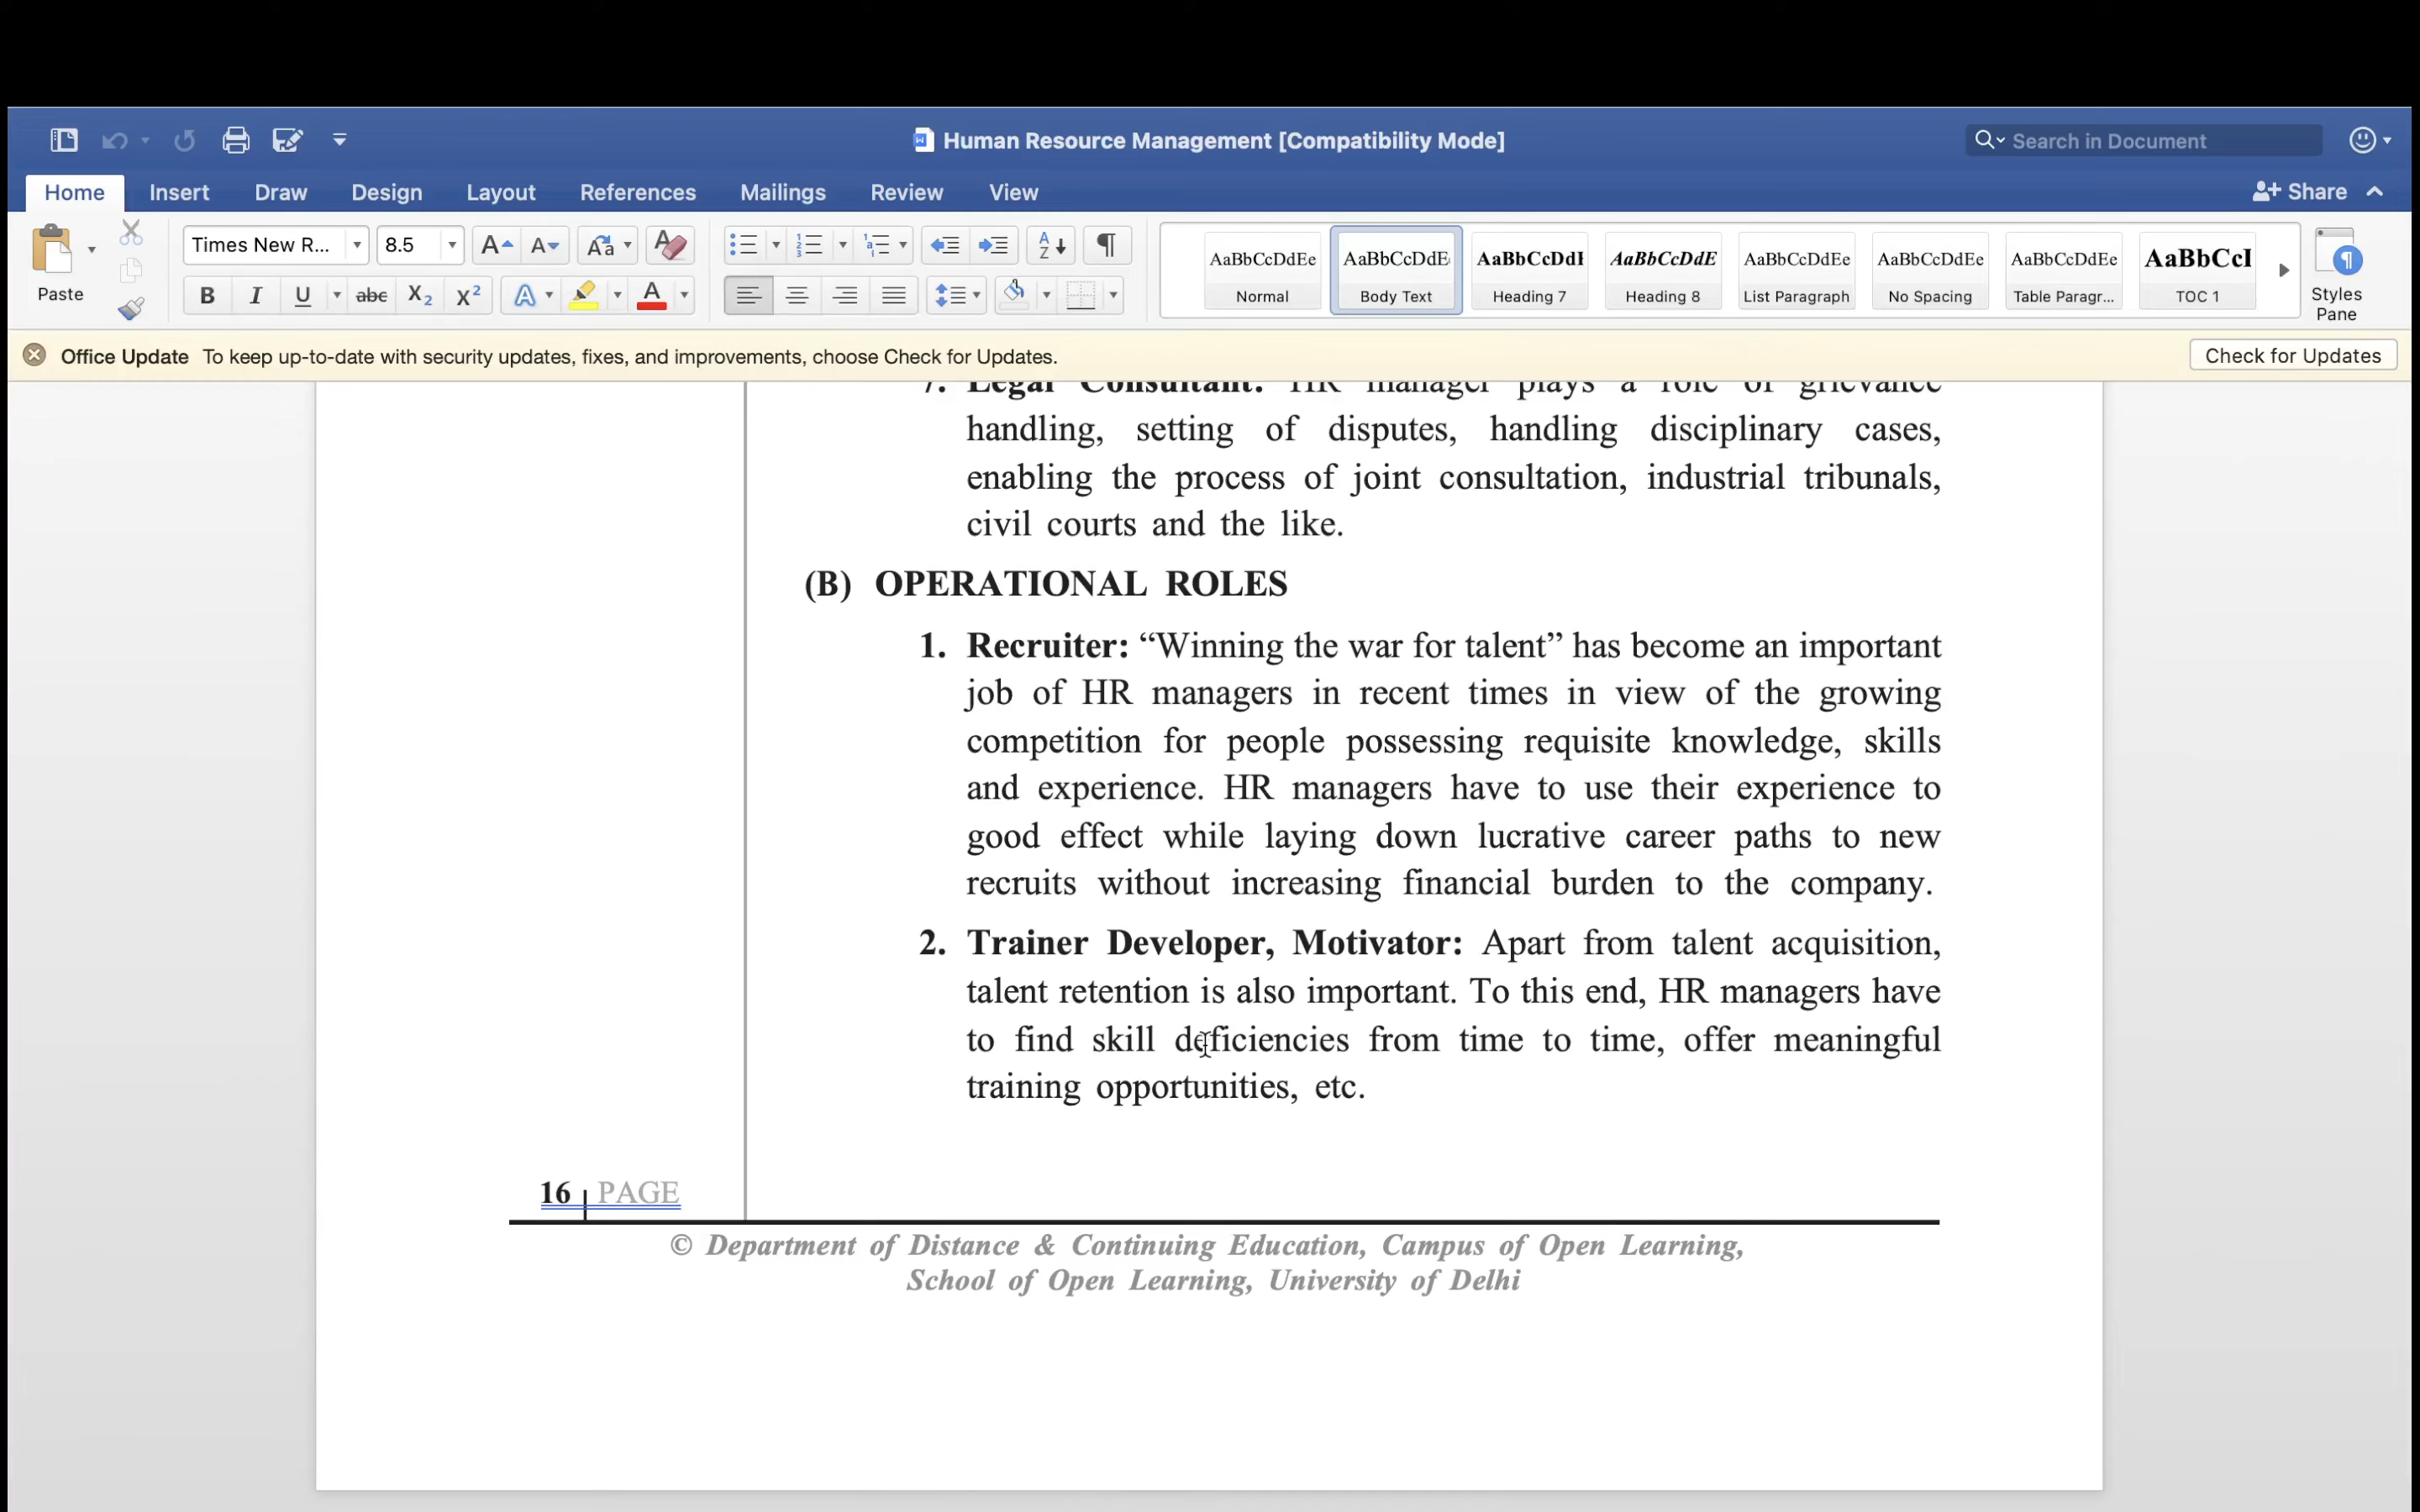 Human Resource Management [Compatibility Mode]
Search in Document
Home Insert Draw Design Layout References Mailings Review View
Share
Paste
Times New R... 8.5
AaBbCcDdEe AaBbCcDdE AaBbCcDdI AaBbCcDdE AaBbCcDdEe AaBbCcDdEe AaBbCcDdEe AaBbCcI
Normal Body Text Heading 7 Heading 8 List Paragraph No Spacing Table Paragr... TOC 1
Styles Pane
Office Update To keep up-to-date with security updates, fixes, and improvements, choose Check for Updates.
Check for Updates
7. Legal Consultant: HR manager plays a role of grievance
handling, setting of disputes, handling disciplinary cases,
enabling the process of joint consultation, industrial tribunals,
civil courts and the like.
(B) OPERATIONAL ROLES
1. Recruiter: “Winning the war for talent” has become an important
job of HR managers in recent times in view of the growing
competition for people possessing requisite knowledge, skills
and experience. HR managers have to use their experience to
good effect while laying down lucrative career paths to new
recruits without increasing financial burden to the company.
2. Trainer Developer, Motivator: Apart from talent acquisition,
talent retention is also important. To this end, HR managers have
to find skill deficiencies from time to time, offer meaningful
training opportunities, etc.
16 PAGE
© Department of Distance & Continuing Education, Campus of Open Learning,
School of Open Learning, University of Delhi